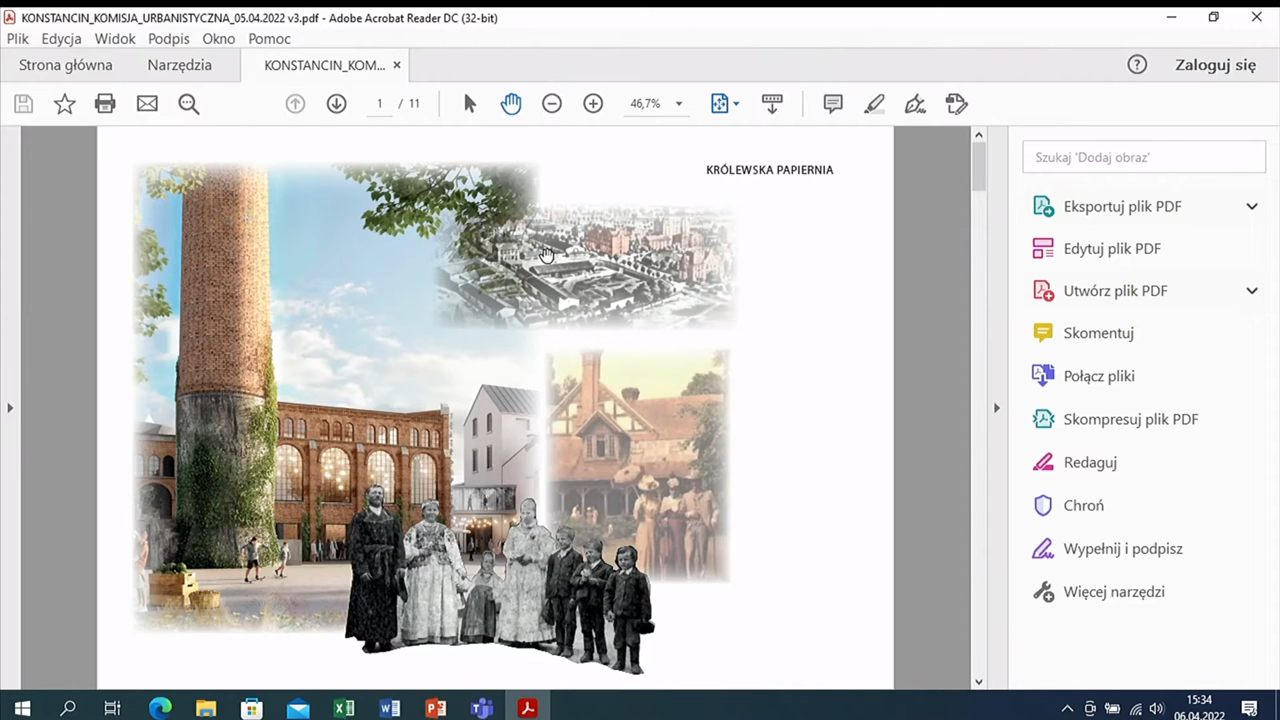 KONSTANCIN_KOMISJA_URBANISTYCZNA_05.04.2022 v3.pdf - Adobe Acrobat Reader DC (32-bit)
Plik Edycja Widok Podpis Okno Pomoc
Strona główna Narzędzia KONSTANCIN_KOM... ×
Zaloguj się
1 / 11 46,7%
KRÓLEWSKA PAPIERNIA
Szukaj 'Dodaj obraz'
Eksportuj plik PDF
Edytuj plik PDF
Utwórz plik PDF
Skomentuj
Połącz pliki
Skompresuj plik PDF
Redaguj
Chroń
Wypełnij i podpisz
Więcej narzędzi
15:34
06.04.2022